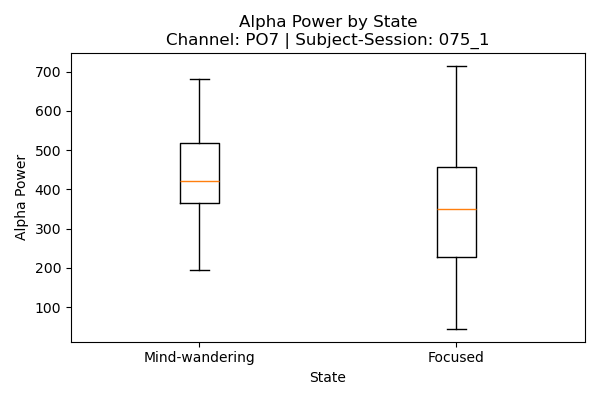 Alpha Power by State
Channel: PO7 | Subject-Session: 075_1
Alpha Power
700
600
500
400
300
200
100
Mind-wandering
Focused
State